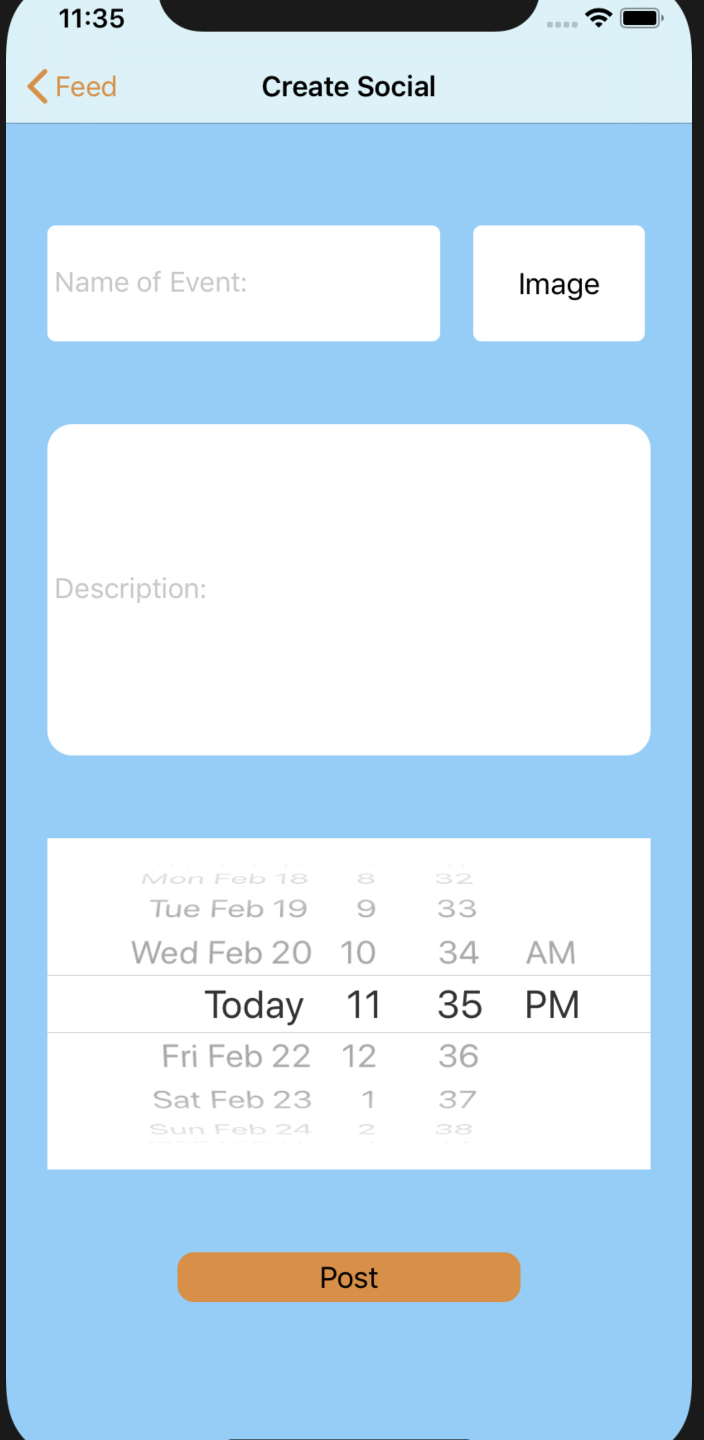 11:35
Feed
Create Social
Name of Event:
Image
Description:
Mon Feb 18 8 32
Tue Feb 19 9 33
Wed Feb 20 10 34 AM
Today 11 35 PM
Fri Feb 22 12 36
Sat Feb 23 1 37
Sun Feb 24 2 38
Post